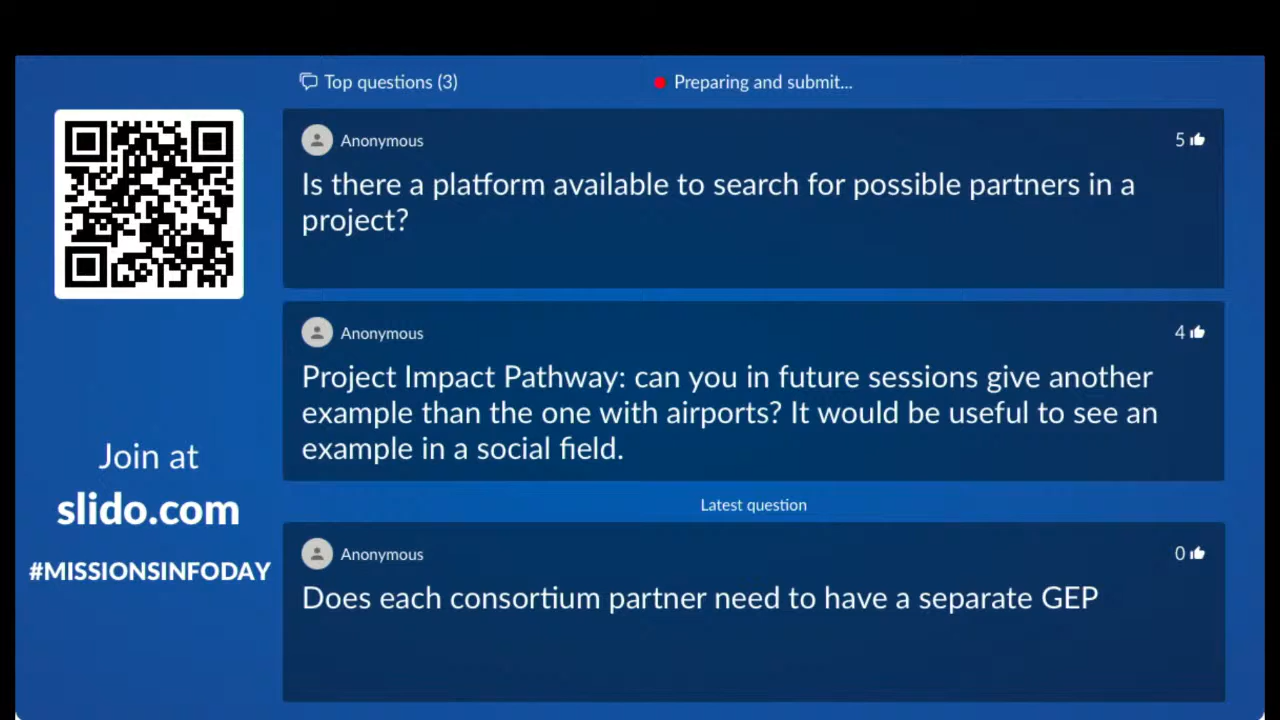 Top questions (3)
Preparing and submit...
Anonymous
5
Is there a platform available to search for possible partners in a
project?
Anonymous
4
Project Impact Pathway: can you in future sessions give another
example than the one with airports? It would be useful to see an
example in a social field.
Join at
slido.com
#MISSIONSINFODAY
Latest question
Anonymous
0
Does each consortium partner need to have a separate GEP